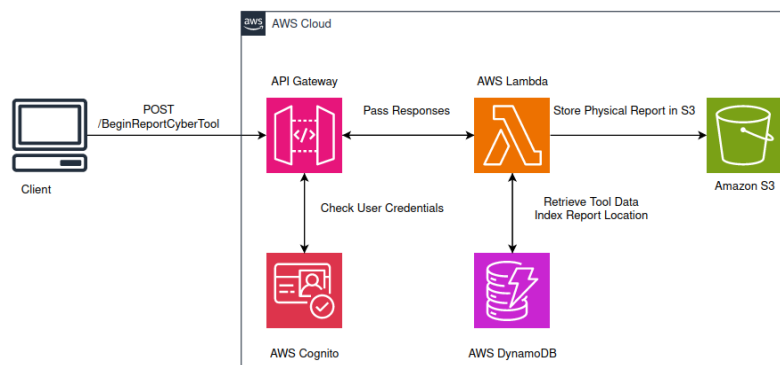 aws
AWS Cloud
API Gateway
AWS Lambda
POST
/BeginReportCyberTool
Pass Responses
Store Physical Report in S3
</>
Client
Amazon S3
Check User Credentials
Retrieve Tool Data
Index Report Location
AWS Cognito
AWS DynamoDB